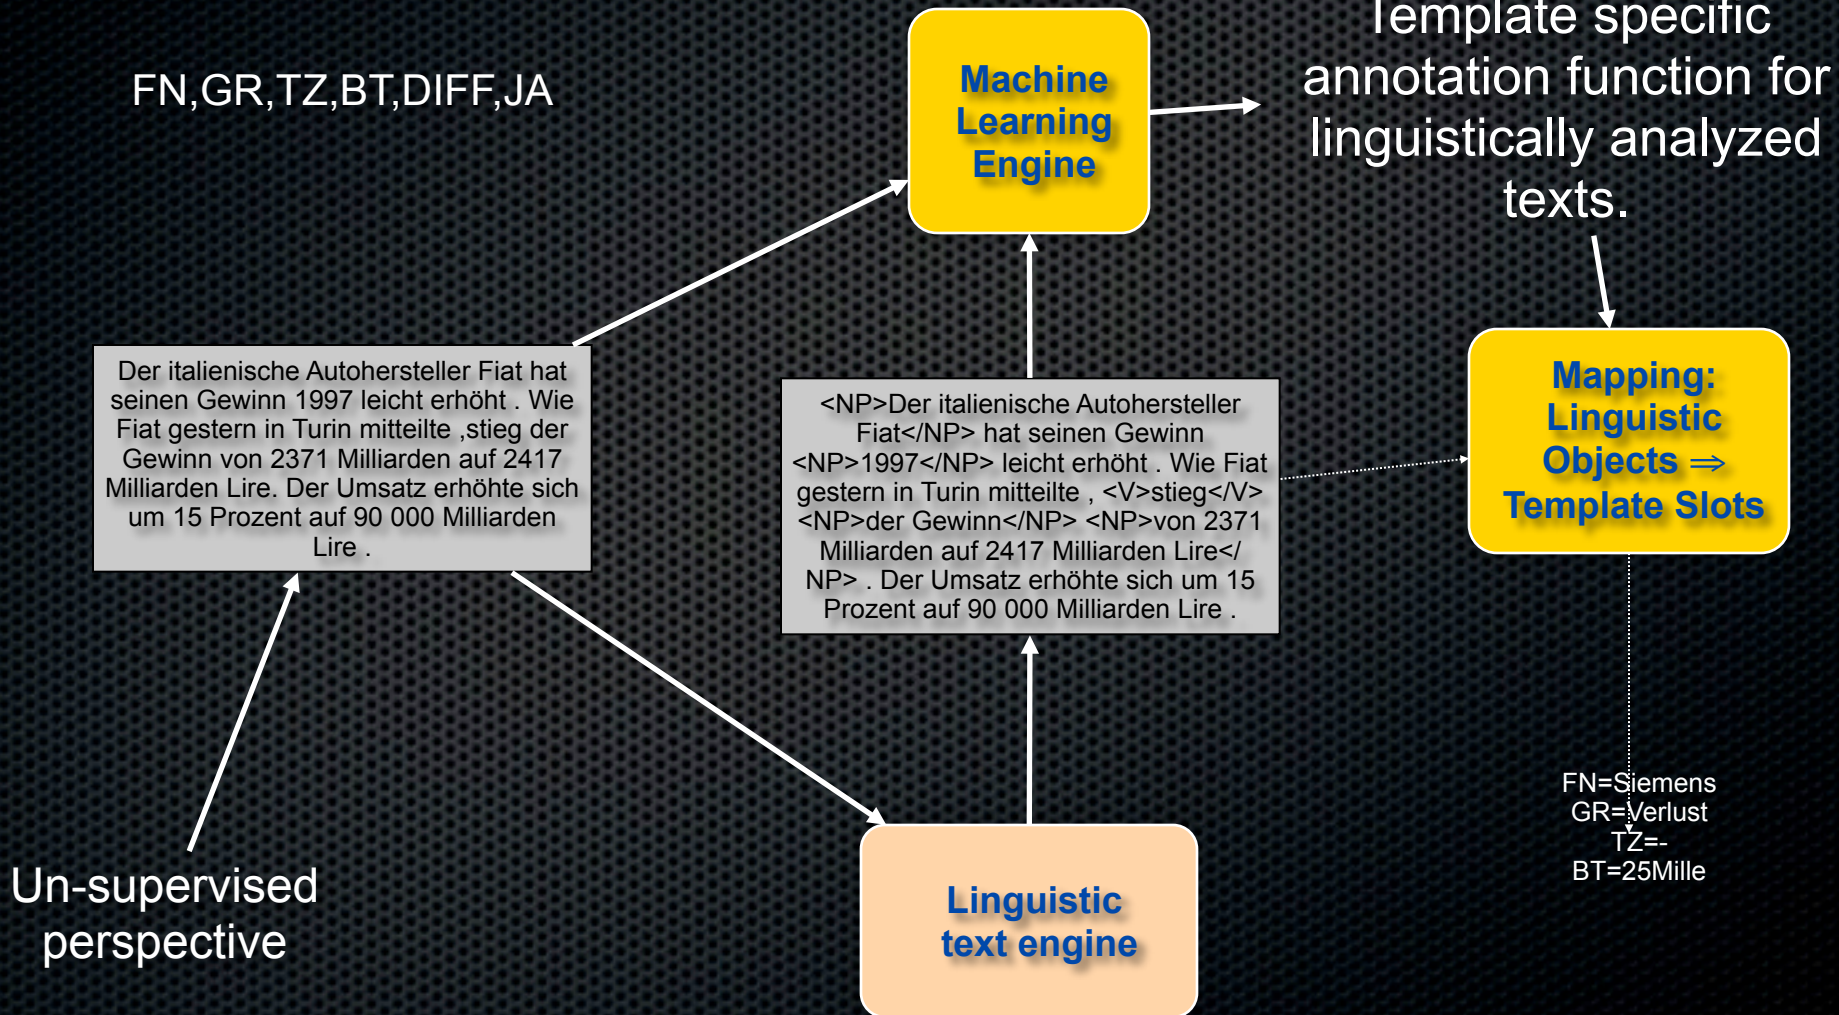 FN,GR,TZ,BT,DIFF,JA
Machine
Learning
Engine
Template specific
annotation function for
linguistically analyzed
texts.
Der italienische Autohersteller Fiat hat
seinen Gewinn 1997 leicht erhöht . Wie
Fiat gestern in Turin mitteilte ,stieg der
Gewinn von 2371 Milliarden auf 2417
Milliarden Lire. Der Umsatz erhöhte sich
um 15 Prozent auf 90 000 Milliarden
Lire .
<NP>Der italienische Autohersteller
Fiat</NP> hat seinen Gewinn
<NP>1997</NP> leicht erhöht . Wie Fiat
gestern in Turin mitteilte , <V>stieg</V>
<NP>der Gewinn</NP> <NP>von 2371
Milliarden auf 2417 Milliarden Lire</
NP> . Der Umsatz erhöhte sich um 15
Prozent auf 90 000 Milliarden Lire .
Mapping:
Linguistic
Objects ⇒
Template Slots
FN=Siemens
GR=Verlust
TZ=-
BT=25Mille
Un-supervised
perspective
Linguistic
text engine